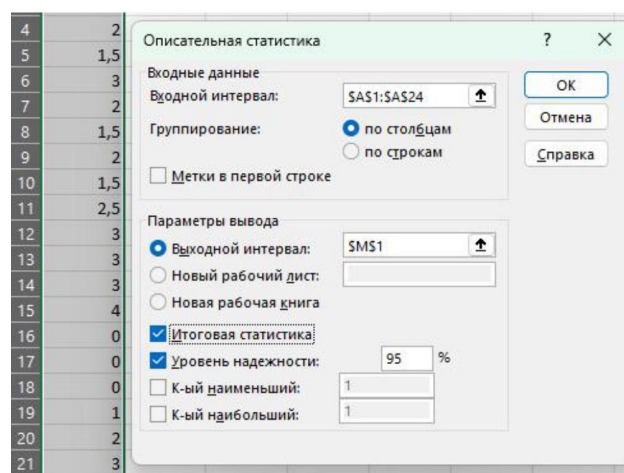 4 2
5 1,5
6 3
7 2
8 1,5
9 2
10 1,5
11 2,5
12 3
13 3
14 3
15 4
16 0
17 0
18 0
19 1
20 2
21 3
Описательная статистика ? ×
Входные данные
Входной интервал: $A$1:$A$24
Группирование: по столбцам
по строкам
Метки в первой строке
ОК
Отмена
Справка
Параметры вывода
Выходной интервал: $M$1
Новый рабочий лист:
Новая рабочая книга
Итоговая статистика
Уровень надежности: 95 %
К-ый наименьший: 1
К-ый наибольший: 1